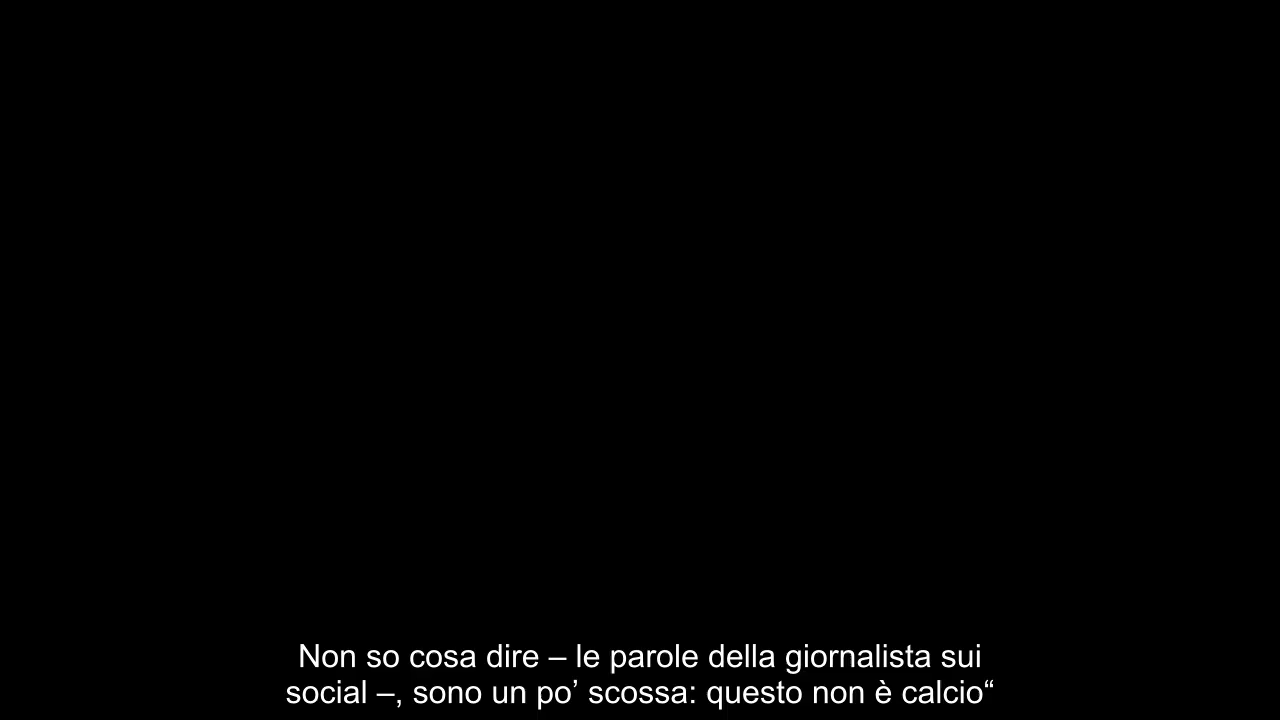 Non so cosa dire – le parole della giornalista sui
social –, sono un po’ scossa: questo non è calcio“